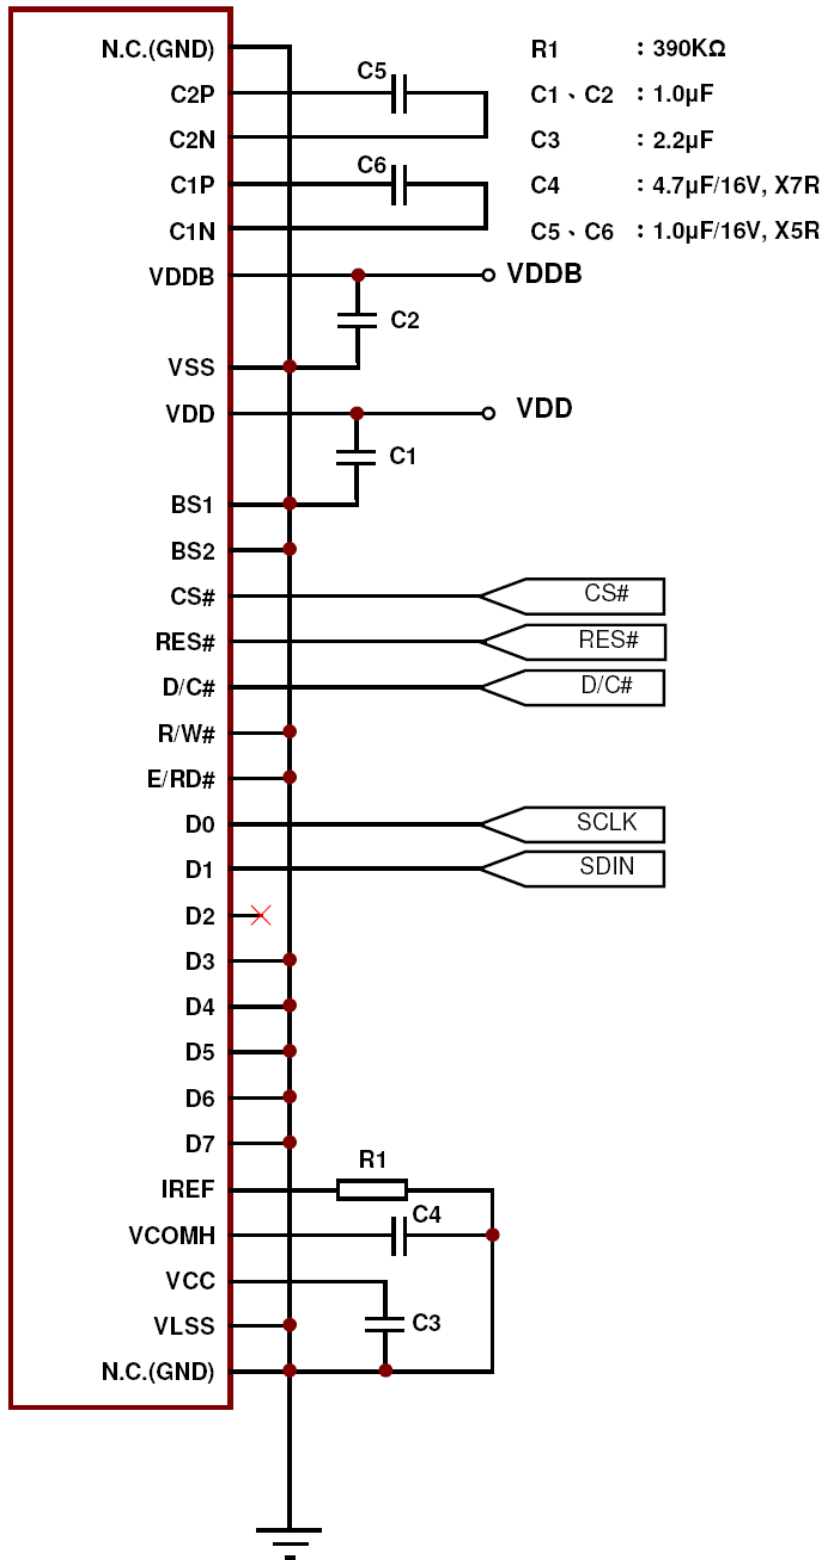 N.C.(GND)
C2P
C2N
C1P
C1N
VDDB
VSS
VDD
BS1
BS2
CS#
RES#
D/C#
R/W#
E/RD#
D0
D1
D2
D3
D4
D5
D6
D7
IREF
VCOMH
VCC
VLSS
N.C.(GND)
C5
C6
VDDB
C2
VDD
C1
CS#
RES#
D/C#
SCLK
SDIN
R1
C4
C3
R1 : 390KΩ
C1、C2 : 1.0µF
C3 : 2.2µF
C4 : 4.7µF/16V, X7R
C5、C6 : 1.0µF/16V, X5R